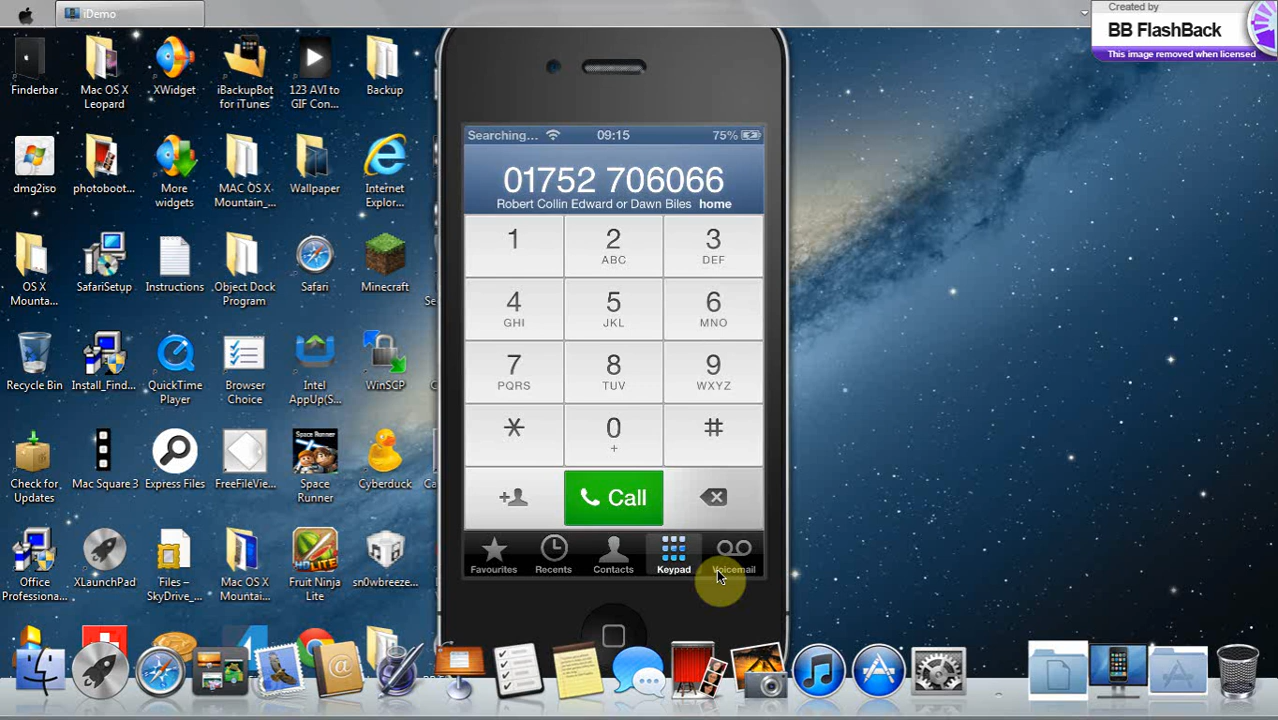 iDemo
Created by
BB FlashBack
This image removed when licensed
Finderbar
Mac OS X
Leopard
XWidget
iBackupBot
for iTunes
123 AVI to
GIF Con...
Backup
dmg2iso
photoboot...
More
widgets
MAC OS X
Mountain_...
Wallpaper
Internet
Explor...
OS X
Mounta...
SafariSetup
Instructions
Object Dock
Program
Safari
Minecraft
Recycle Bin
Install_Find...
QuickTime
Player
Browser
Choice
Intel
AppUp(S...
WinSCP
Check for
Updates
Mac Square 3
Express Files
FreeFileVie...
Space
Runner
Cyberduck
Office
Professiona...
XLaunchPad
Files –
SkyDrive_...
Mac OS X
Mountai...
Fruit Ninja
Lite
sn0wbreeze...
Searching... 09:15 75%
01752 706066
Robert Collin Edward or Dawn Biles home
1 2 3
ABC DEF
4 5 6
GHI JKL MNO
7 8 9
PQRS TUV WXYZ
* 0 #
+
Call
Favourites Recents Contacts Keypad Voicemail